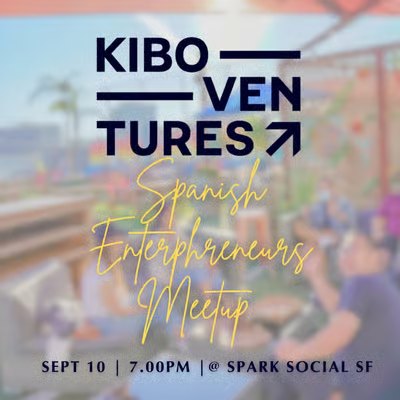 KIBO
VEN
TURES
Spanish
Enterphreneurs
Meetup
SEPT 10 | 7.00PM |@ SPARK SOCIAL SF